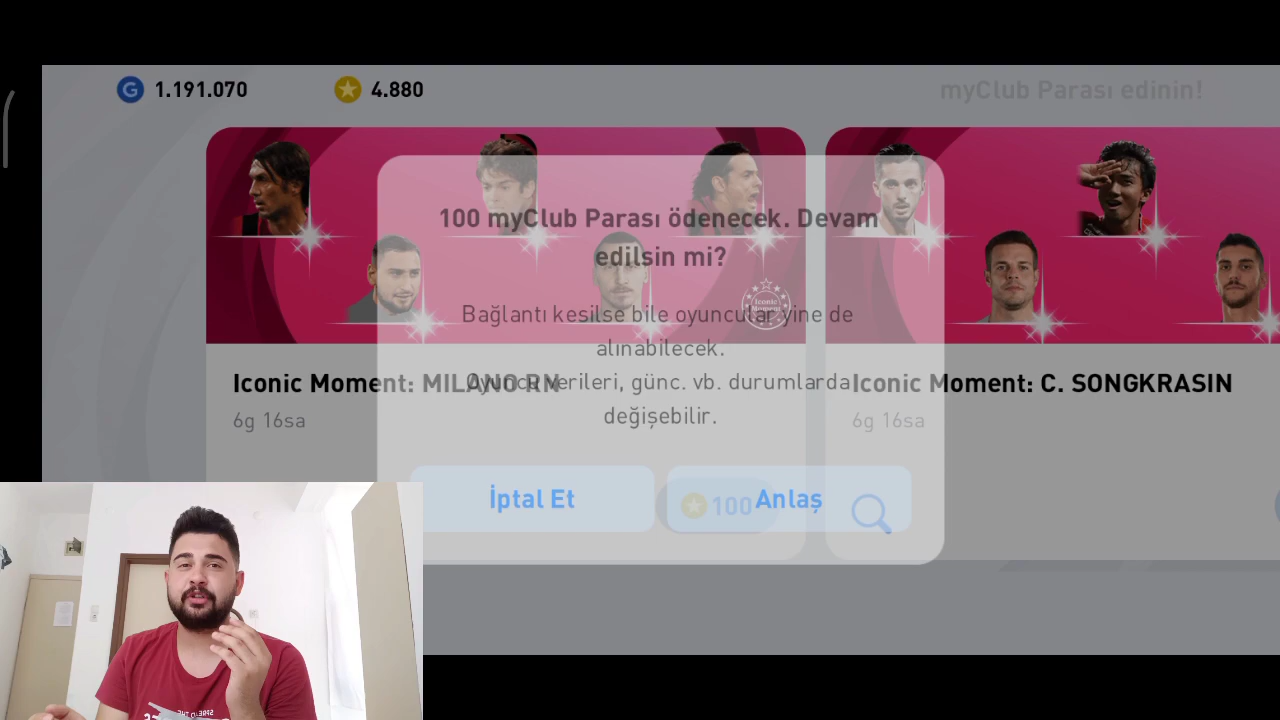 1.191.070
4.880
myClub Parası edinin!
100 myClub Parası ödenecek. Devam
edilsin mi?
Iconic
Moment
Bağlantı kesilse bile oyuncular yine de
alınabilecek.
Oyuncu verileri, günc. vb. durumlarda
değişebilir.
Iconic Moment: MILANO RN
6g 16sa
Iconic Moment: C. SONGKRASIN
6g 16sa
İptal Et
100
Anlaş